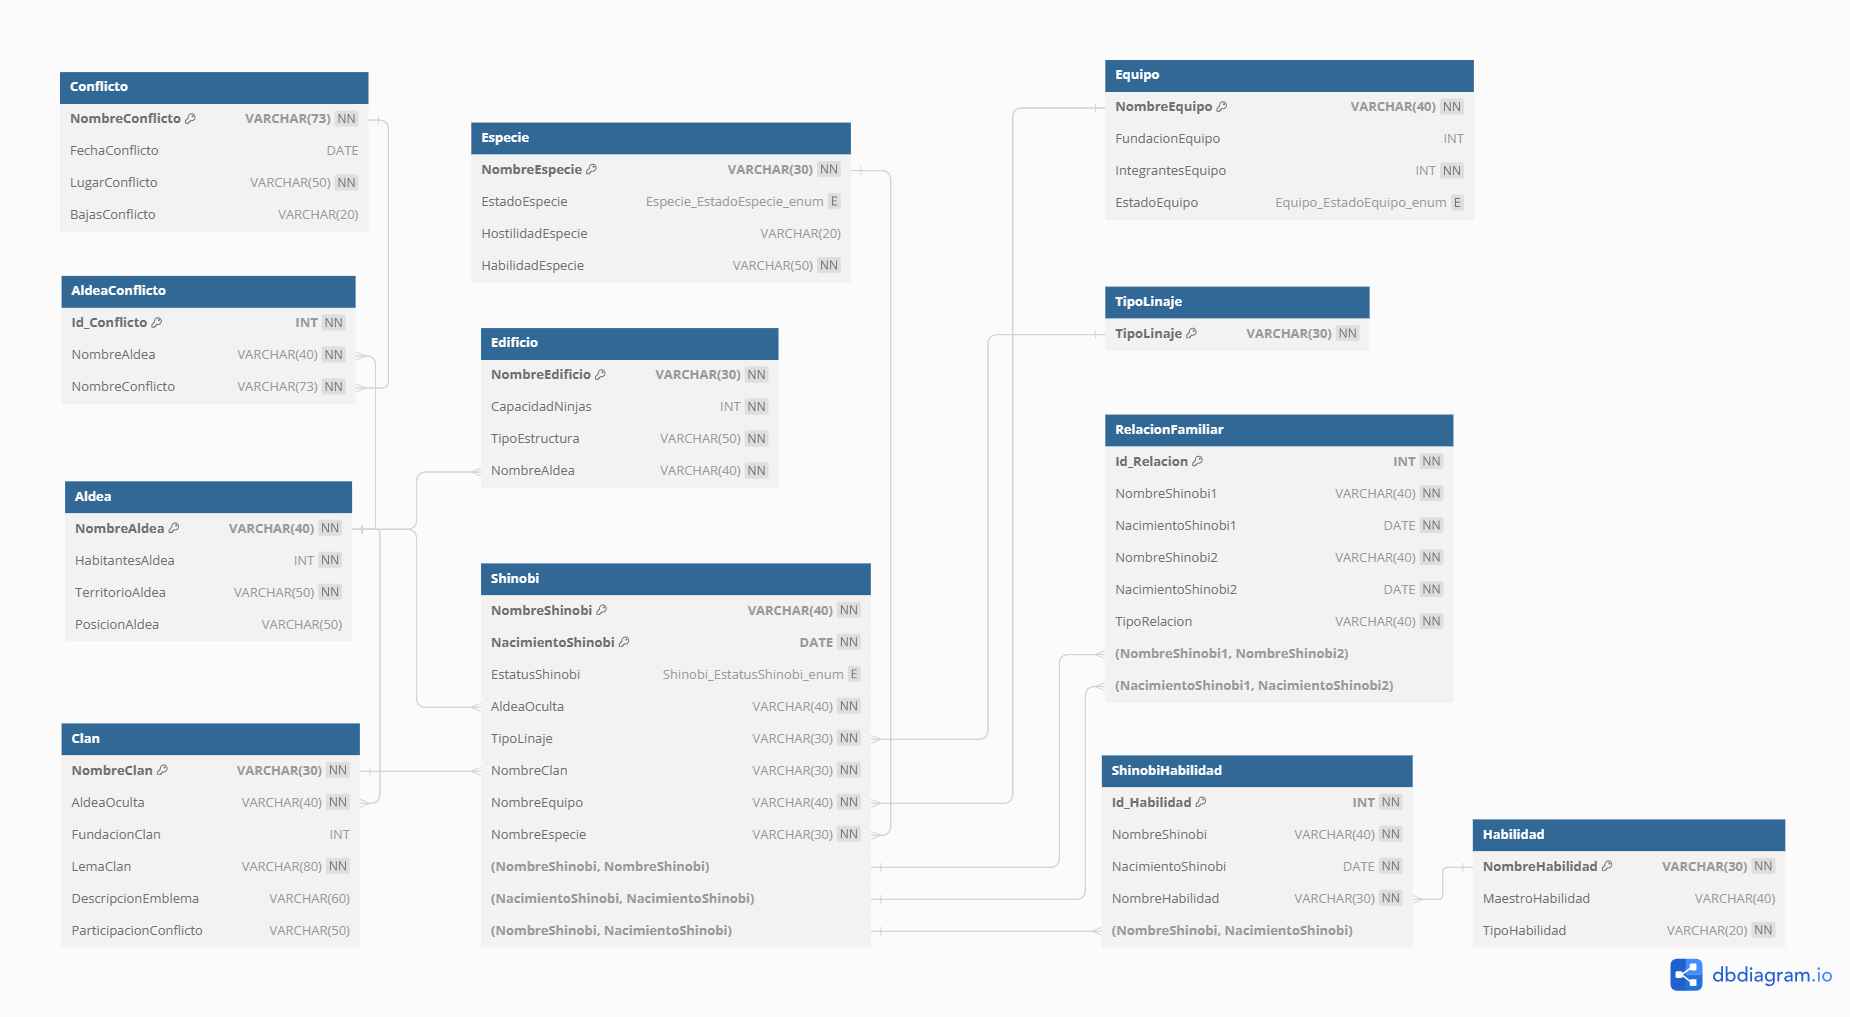 Conflicto
NombreConflicto VARCHAR(73) NN
FechaConflicto DATE
LugarConflicto VARCHAR(50) NN
BajasConflicto VARCHAR(20)
AldeaConflicto
Id_Conflicto INT NN
NombreAldea VARCHAR(40) NN
NombreConflicto VARCHAR(73) NN
Aldea
NombreAldea VARCHAR(40) NN
HabitantesAldea INT NN
TerritorioAldea VARCHAR(50) NN
PosicionAldea VARCHAR(50)
Clan
NombreClan VARCHAR(30) NN
AldeaOculta VARCHAR(40) NN
FundacionClan INT
LemaClan VARCHAR(80) NN
DescripcionEmblema VARCHAR(60)
ParticipacionConflicto VARCHAR(50)
Especie
NombreEspecie VARCHAR(30) NN
EstadoEspecie Especie_EstadoEspecie_enum E
HostilidadEspecie VARCHAR(20)
HabilidadEspecie VARCHAR(50) NN
Edificio
NombreEdificio VARCHAR(30) NN
CapacidadNinjas INT NN
TipoEstructura VARCHAR(50) NN
NombreAldea VARCHAR(40) NN
Shinobi
NombreShinobi VARCHAR(40) NN
NacimientoShinobi DATE NN
EstatusShinobi Shinobi_EstatusShinobi_enum E
AldeaOculta VARCHAR(40) NN
TipoLinaje VARCHAR(30) NN
NombreClan VARCHAR(30) NN
NombreEquipo VARCHAR(40) NN
NombreEspecie VARCHAR(30) NN
(NombreShinobi, NombreShinobi)
(NacimientoShinobi, NacimientoShinobi)
(NombreShinobi, NacimientoShinobi)
Equipo
NombreEquipo VARCHAR(40) NN
FundacionEquipo INT
IntegrantesEquipo INT NN
EstadoEquipo Equipo_EstadoEquipo_enum E
TipoLinaje
TipoLinaje VARCHAR(30) NN
RelacionFamiliar
Id_Relacion INT NN
NombreShinobi1 VARCHAR(40) NN
NacimientoShinobi1 DATE NN
NombreShinobi2 VARCHAR(40) NN
NacimientoShinobi2 DATE NN
TipoRelacion VARCHAR(40) NN
(NombreShinobi1, NombreShinobi2)
(NacimientoShinobi1, NacimientoShinobi2)
ShinobiHabilidad
Id_Habilidad INT NN
NombreShinobi VARCHAR(40) NN
NacimientoShinobi DATE NN
NombreHabilidad VARCHAR(30) NN
(NombreShinobi, NacimientoShinobi)
Habilidad
NombreHabilidad VARCHAR(30) NN
MaestroHabilidad VARCHAR(40)
TipoHabilidad VARCHAR(20) NN
dbdiagram.io